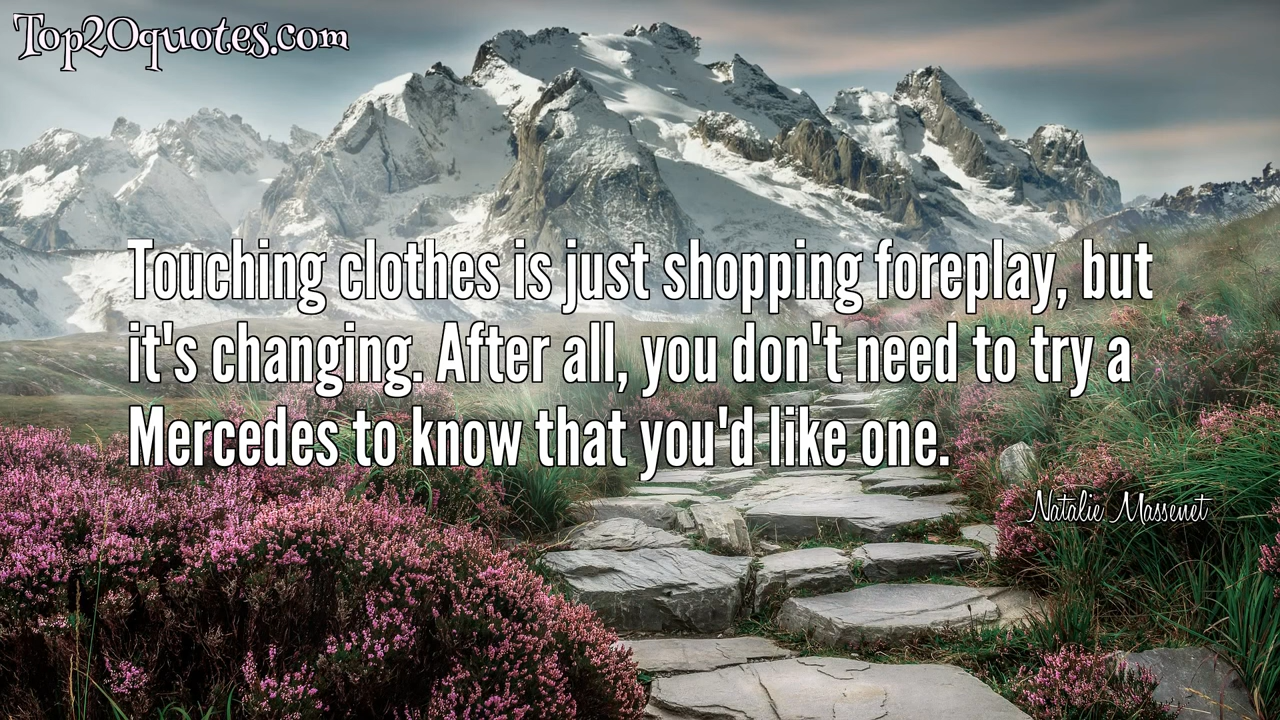 Top20quotes.com
Touching clothes is just shopping foreplay, but
it's changing. After all, you don't need to try a
Mercedes to know that you'd like one.
Natalie Massenet